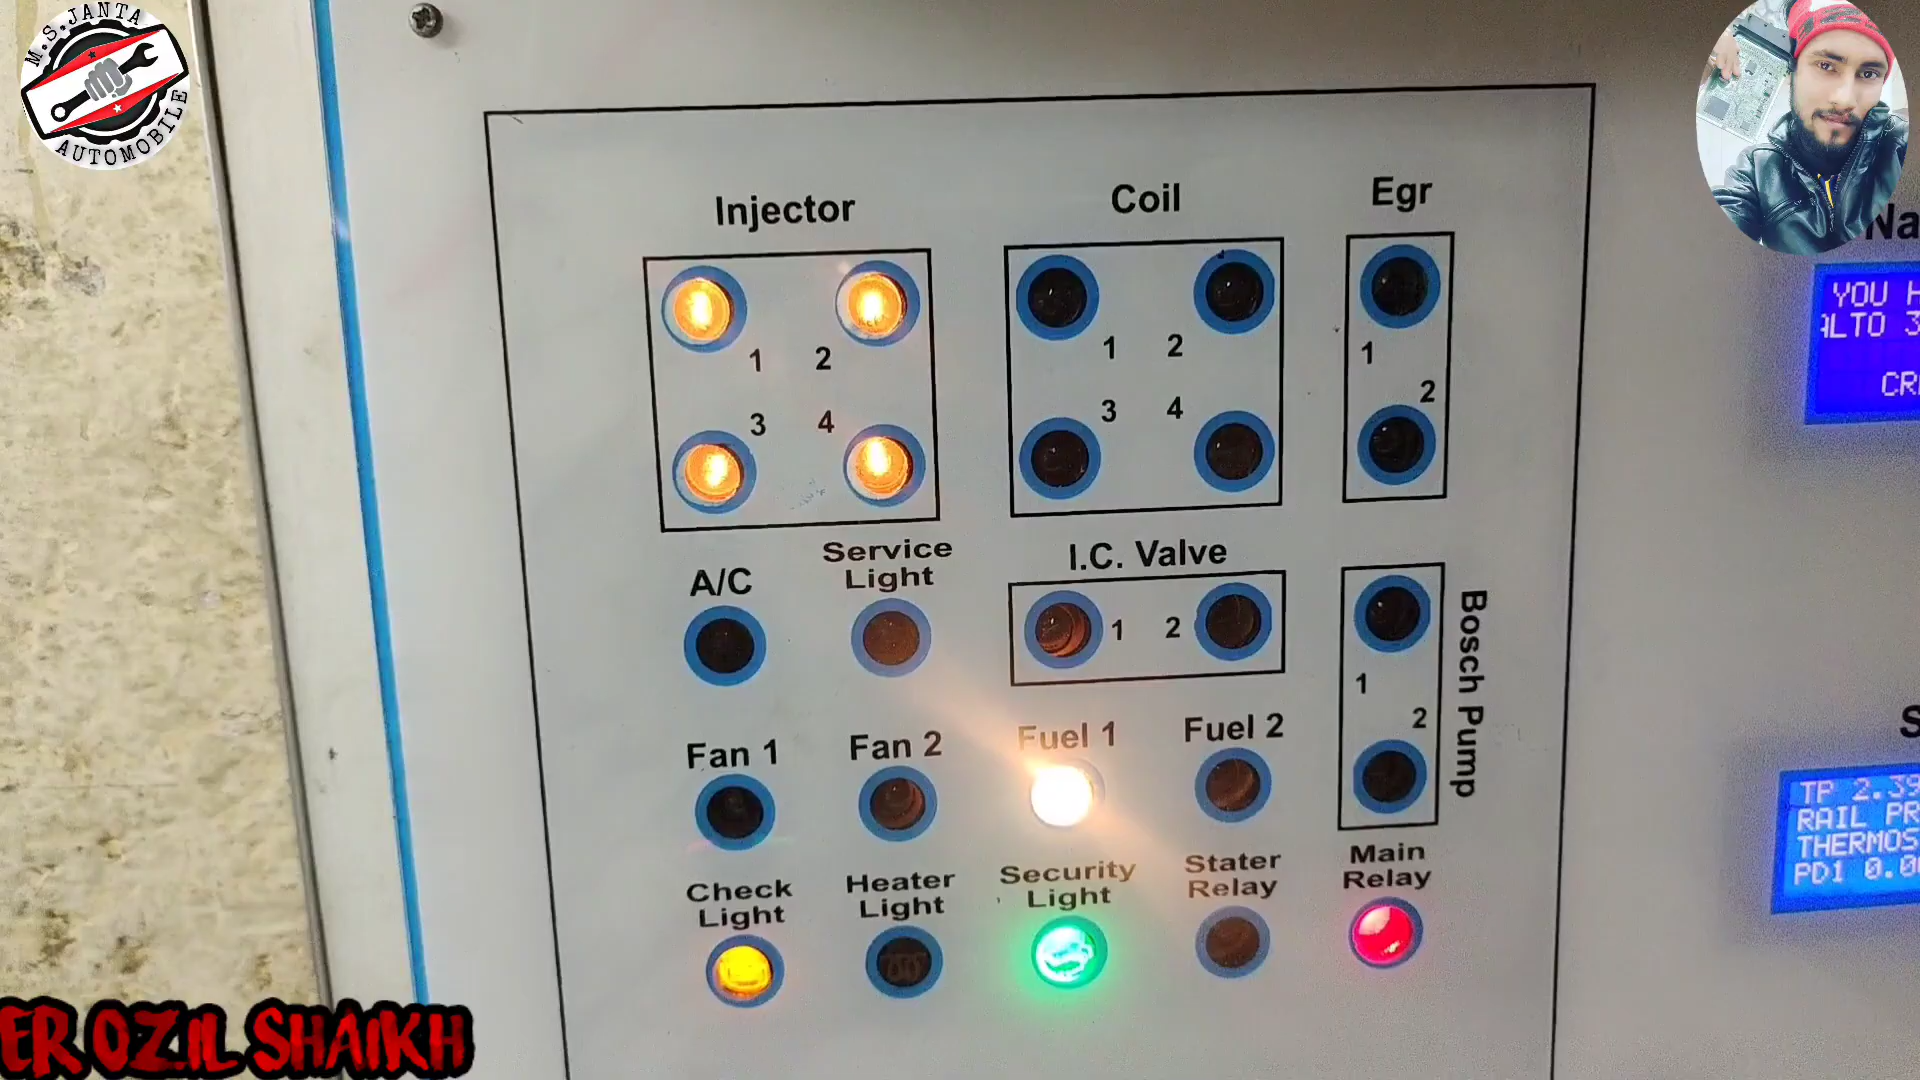 M.S.JANTA
AUTOMOBILE
Injector
Coil
Egr
1
2
3
4
1
2
3
4
1
2
A/C
Service
Light
I.C. Valve
1
2
Bosch Pump
1
2
Fan 1
Fan 2
Fuel 1
Fuel 2
Check
Light
Heater
Light
Security
Light
Stater
Relay
Main
Relay
YOU
ALTO 3
TP 2.39
RAIL PR
THERMOS
PD1 0.0
ER OZIL SHAIKH